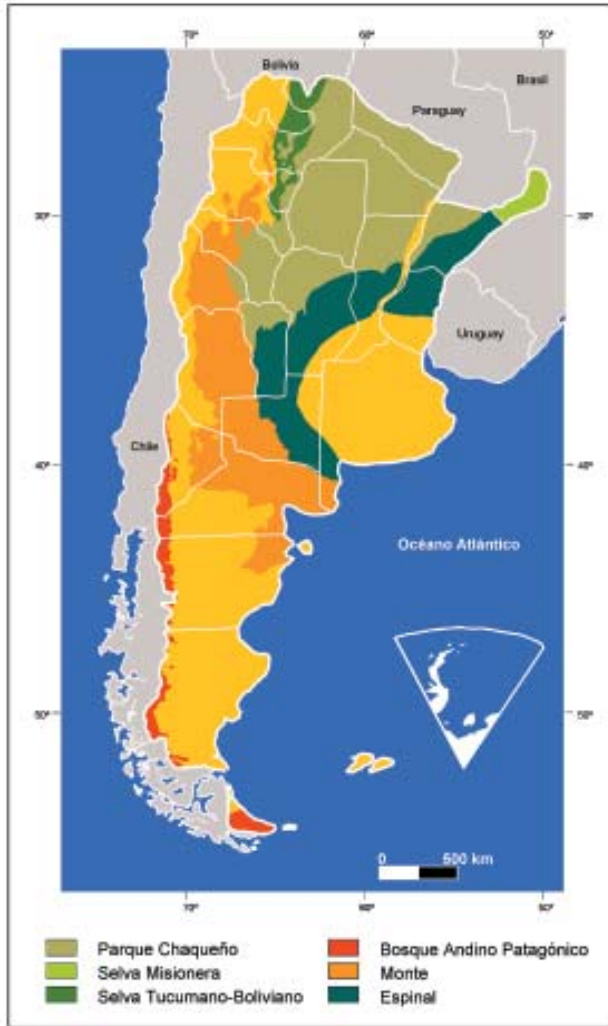 70° 60° 50°
Bolivia
Brasil
Paraguay
30° 30°
Uruguay
Chile
40° 40°
Océano Atlántico
50° 50°
0 500 km
70° 60° 50°
Parque Chaqueño
Selva Misionera
Selva Tucumano-Boliviano
Bosque Andino Patagónico
Monte
Espinal